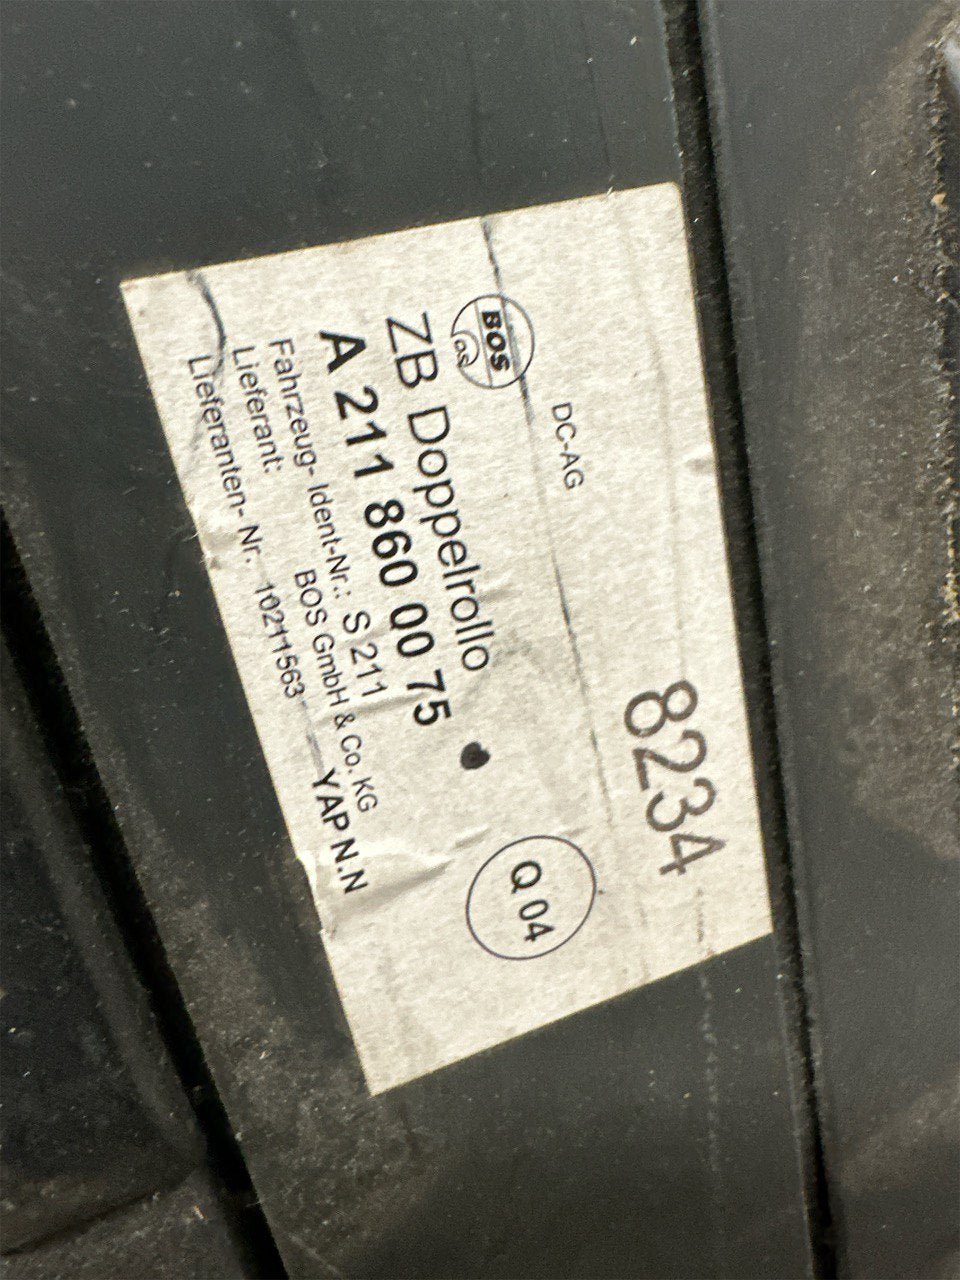 DC-AG
8234
BOS
os
ZB Doppelrollo
A 211 860 00 75
Q 04
Fahrzeug- Ident-Nr.: S 211
Lieferant: BOS GmbH & Co. KG
Lieferanten- Nr. 10211563
YAP N.N